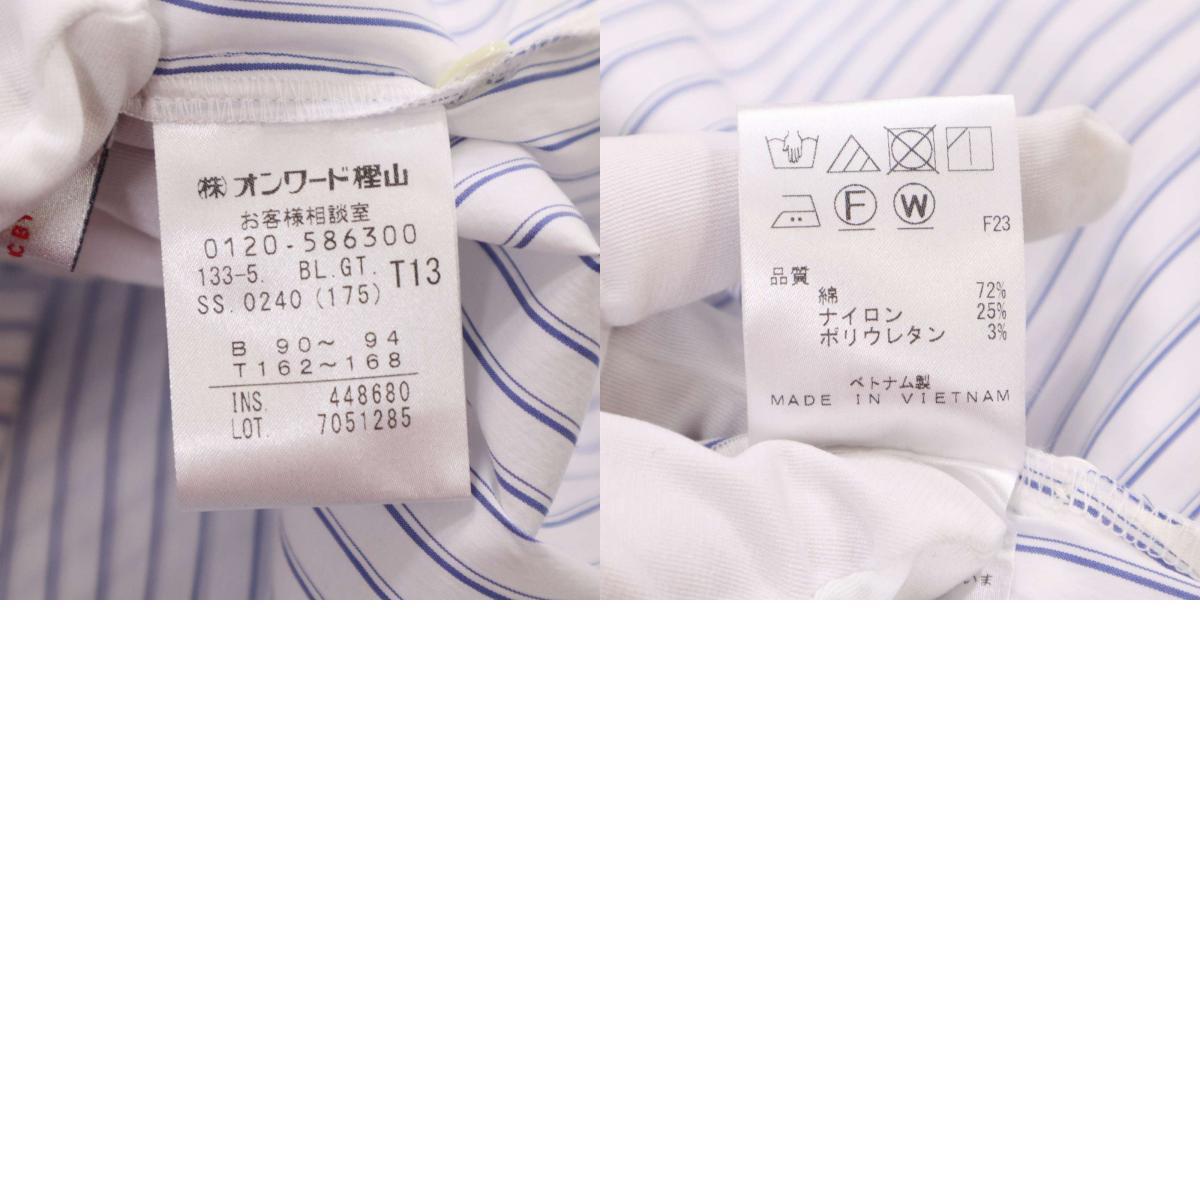 ㈱オンワード樫山
お客様相談室
0120-586300
133-5. BL.GT. T13
SS.0240(175)
B 90〜 94
T162〜168
INS. 448680
LOT. 7051285
CB
F
W
F23
品質
綿 72%
ナイロン 25%
ポリウレタン 3%
ベトナム製
MADE IN VIETNAM
いま